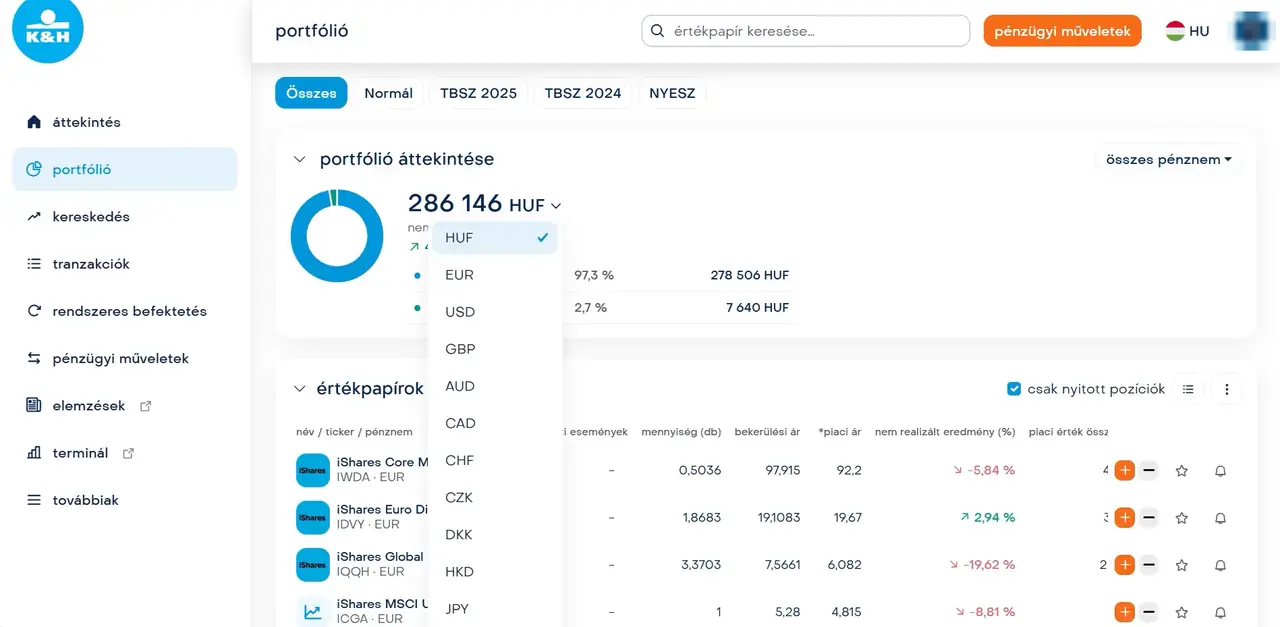 K&H
portfólió
értékpapír keresése...
pénzügyi műveletek
HU
áttekintés
portfólió
kereskedés
tranzakciók
rendszeres befektetés
pénzügyi műveletek
elemzések
terminál
továbbiak
Összes
Normál
TBSZ 2025
TBSZ 2024
NYESZ
portfólió áttekintése
összes pénznem
286 146 HUF
nem
HUF
EUR
USD
GBP
AUD
CAD
CHF
CZK
DKK
HKD
JPY
97,3 % 278 506 HUF
2,7 % 7 640 HUF
értékpapírok
csak nyitott pozíciók
név / ticker / pénznem események mennyiség (db) bekerülési ár *piaci ár nem realizált eredmény (%) piaci érték össz
iShares
iShares Core M
IWDA · EUR
- 0,5036 97,915 92,2 -5,84 % 4
iShares
iShares Euro Di
IDVY · EUR
- 1,8683 19,1083 19,67 2,94 % 3
iShares
iShares Global
IQQH · EUR
- 3,3703 7,5661 6,082 -19,62 % 2
iShares MSCI U
ICGA · EUR
- 1 5,28 4,815 -8,81 %